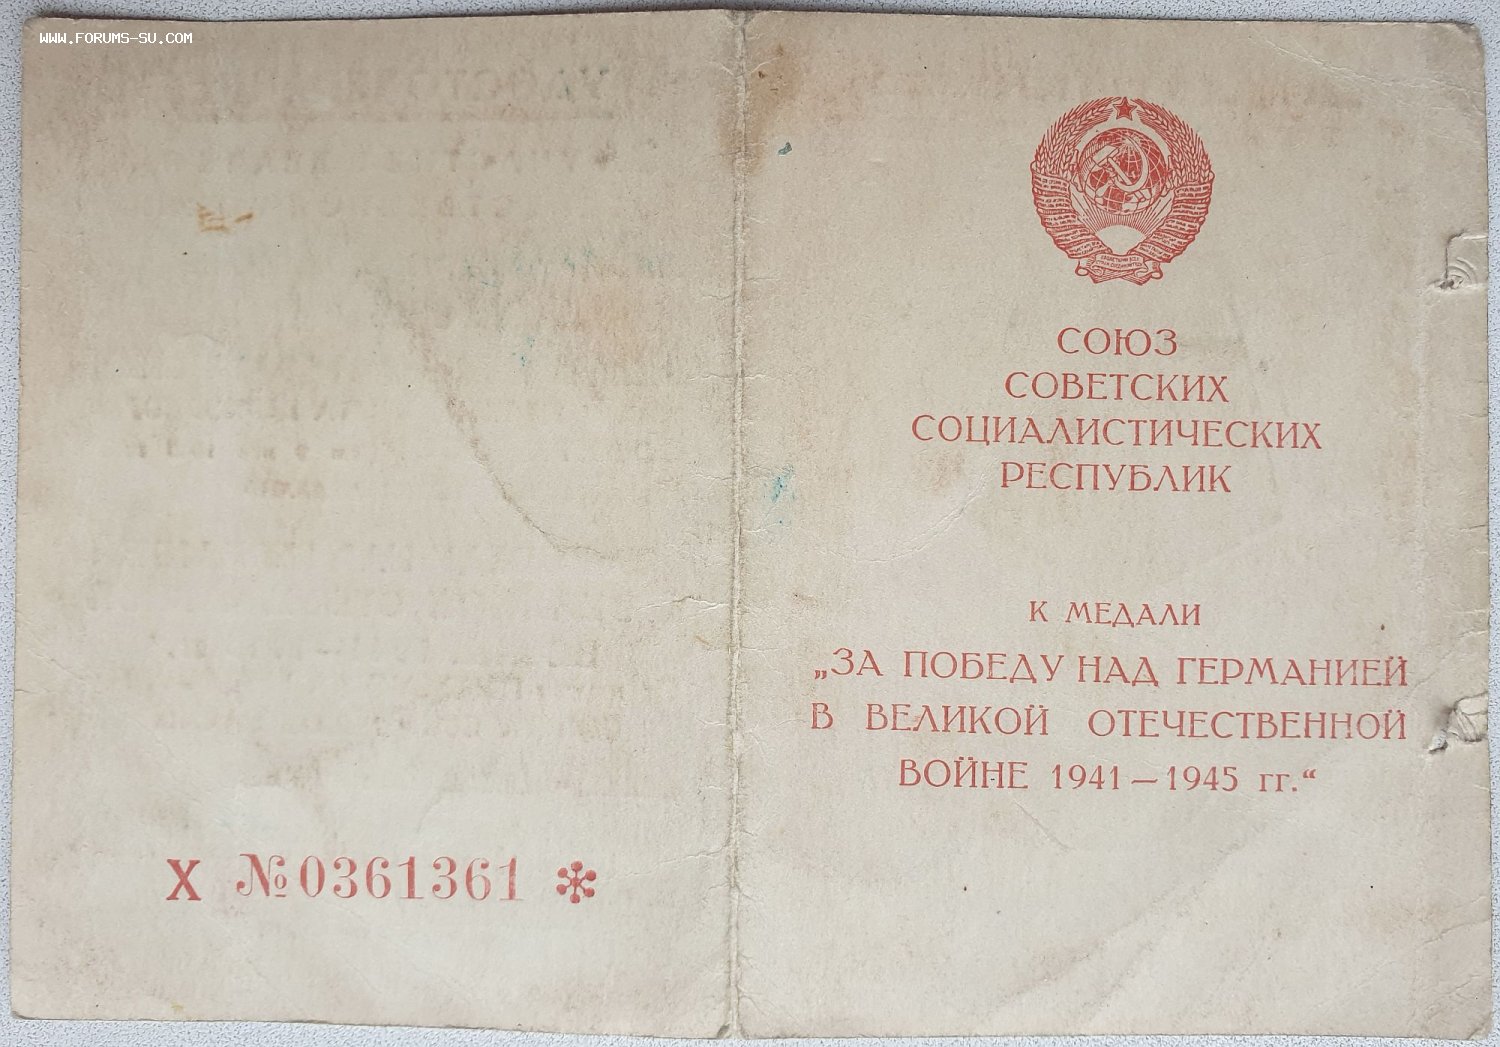 WWW.FORUMS-SU.COM
Х №0361361 *
СОЮЗ
СОВЕТСКИХ
СОЦИАЛИСТИЧЕСКИХ
РЕСПУБЛИК
К МЕДАЛИ
„ЗА ПОБЕДУ НАД ГЕРМАНИЕЙ
В ВЕЛИКОЙ ОТЕЧЕСТВЕННОЙ
ВОЙНЕ 1941—1945 гг.“